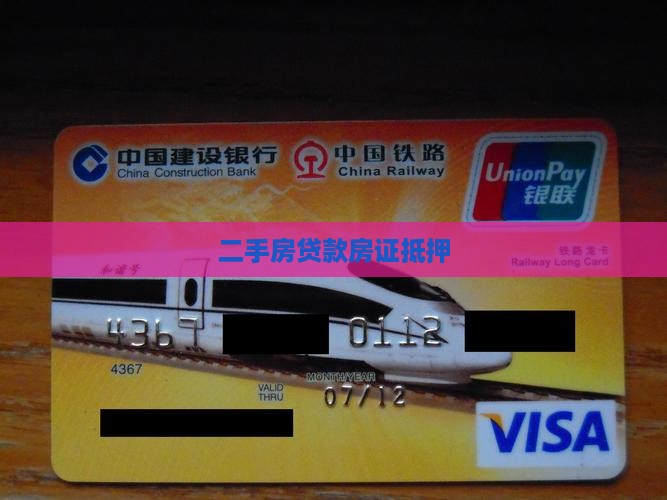 中国建设银行
China Construction Bank
中国铁路
China Railway
UnionPay
银联
二手房贷款房证抵押
铁路龙卡
Railway Long Card
和谐号
4367 0112
4367
MONTH/YEAR
VALID
THRU
07/12
VISA